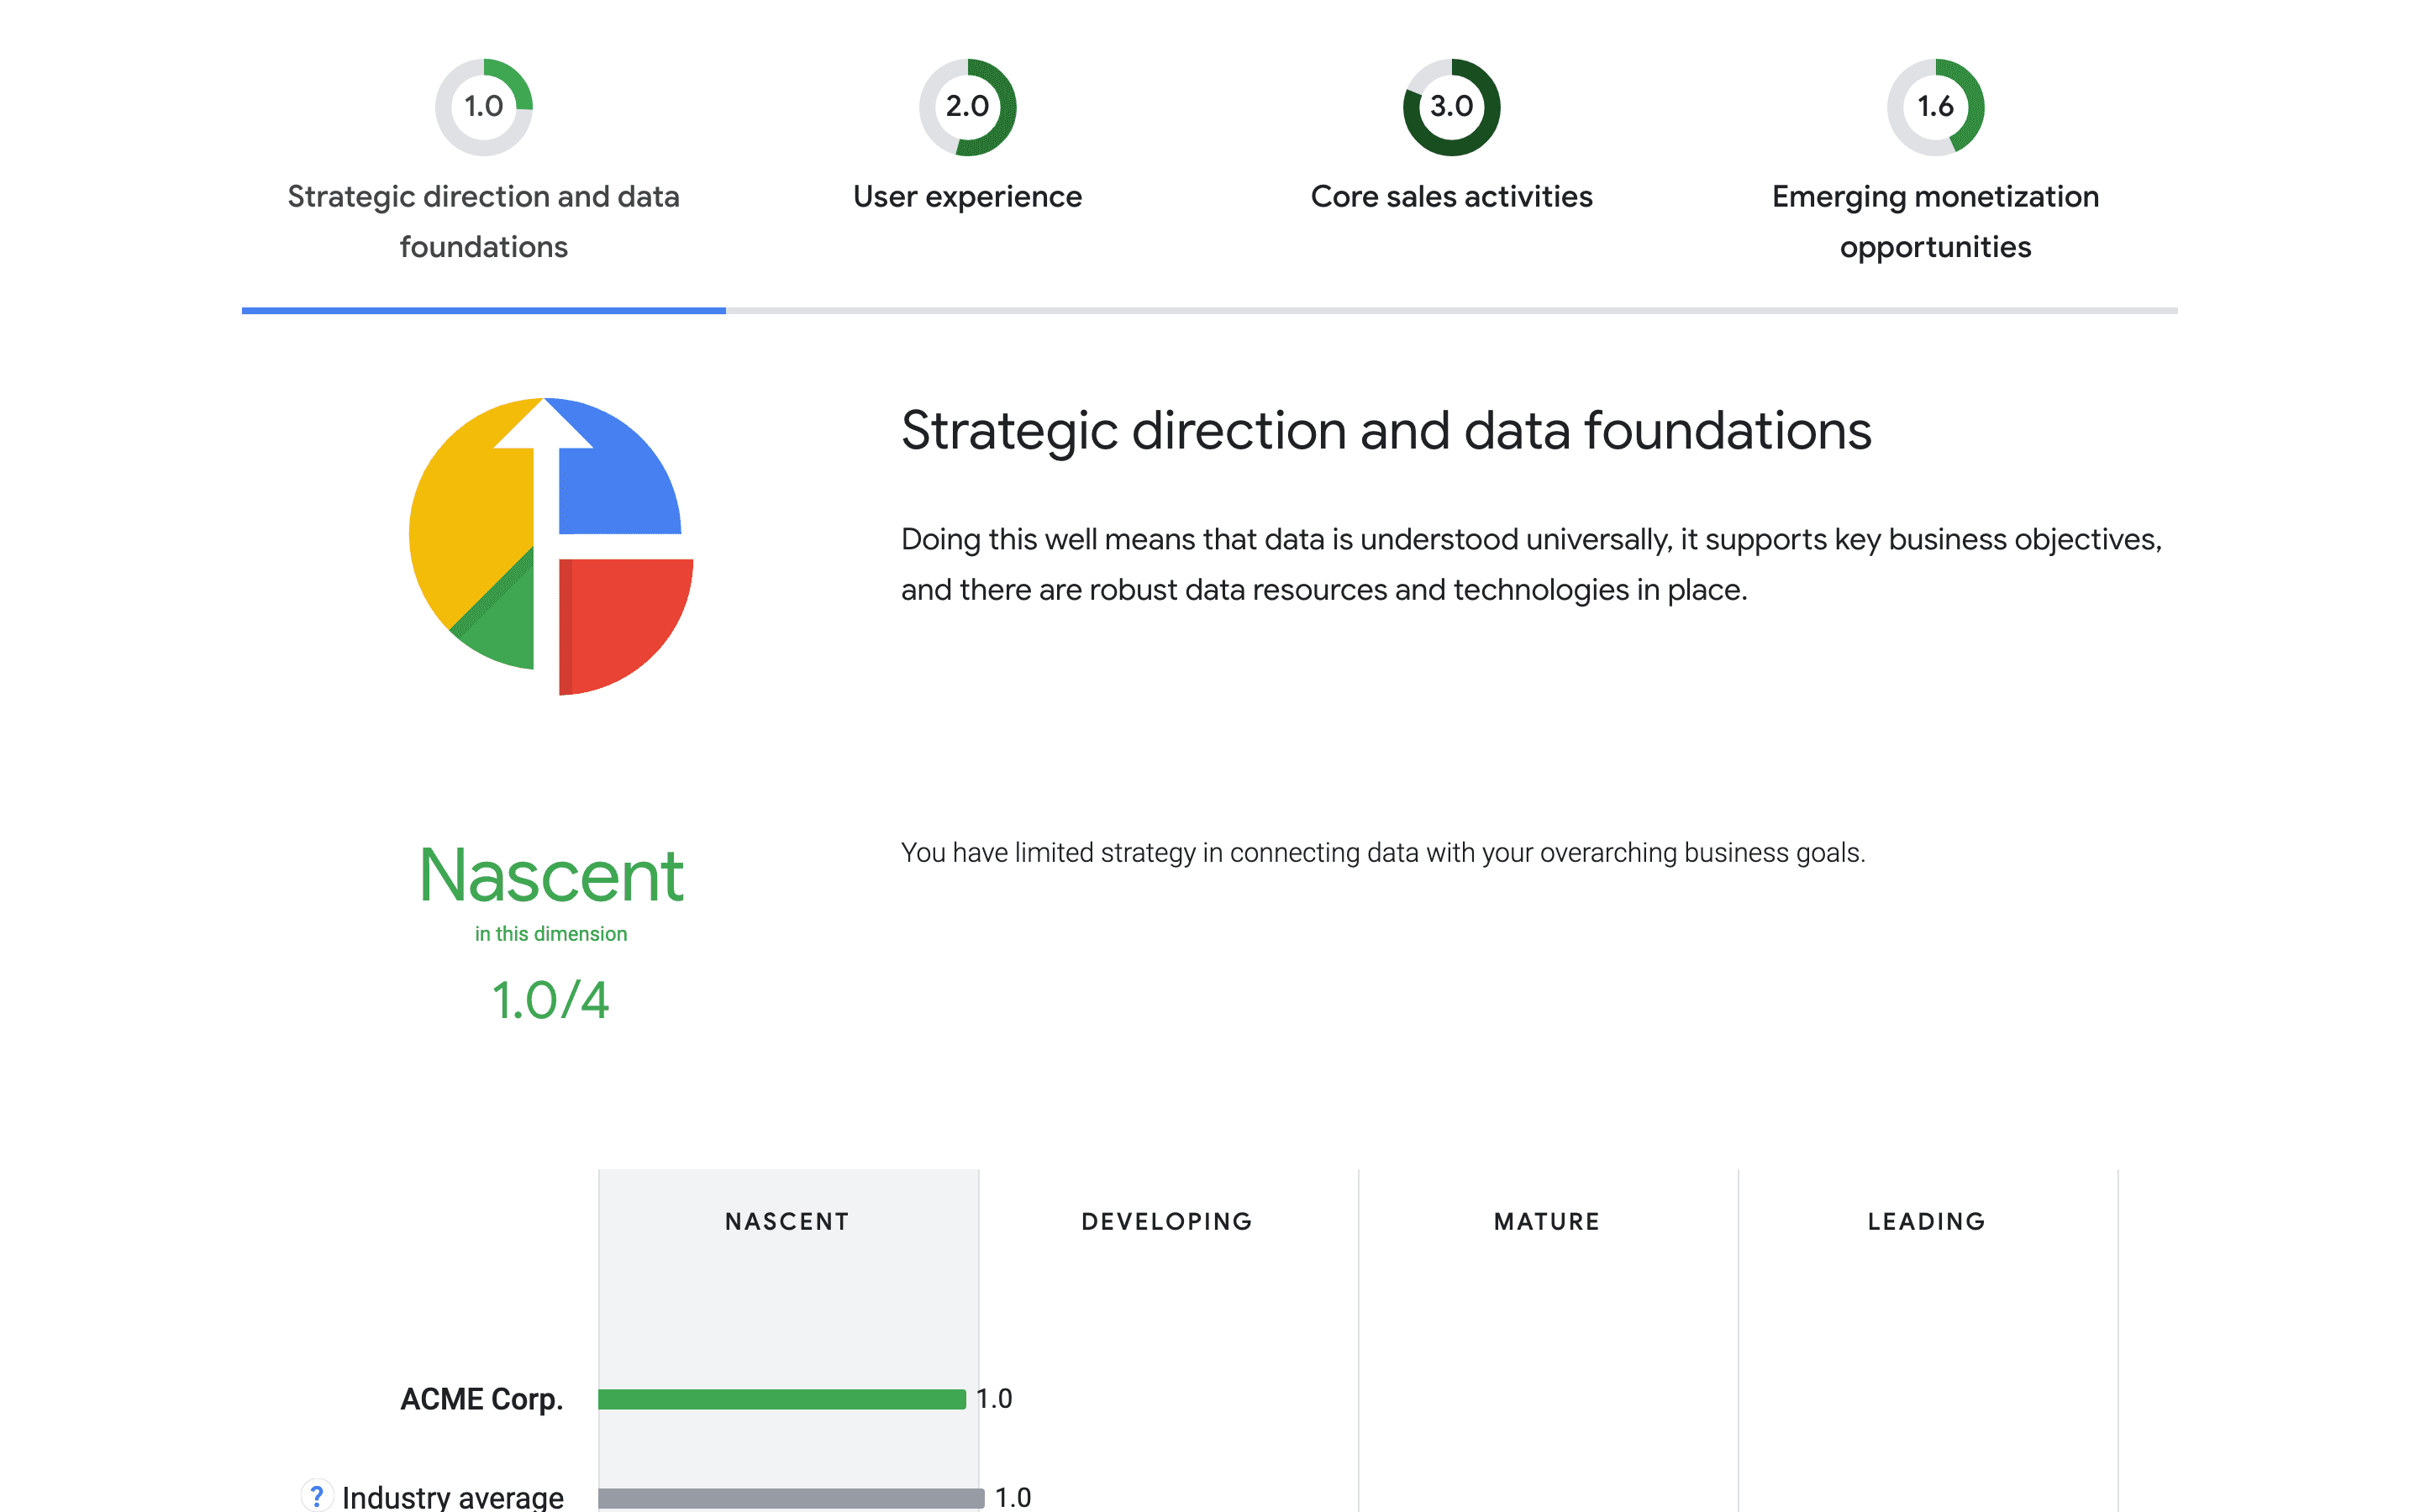 1.0
2.0
3.0
1.6
Strategic direction and data
foundations
User experience
Core sales activities
Emerging monetization
opportunities
Strategic direction and data foundations
Doing this well means that data is understood universally, it supports key business objectives,
and there are robust data resources and technologies in place.
Nascent
in this dimension
1.0/4
You have limited strategy in connecting data with your overarching business goals.
NASCENT
DEVELOPING
MATURE
LEADING
ACME Corp.
1.0
? Industry average
1.0